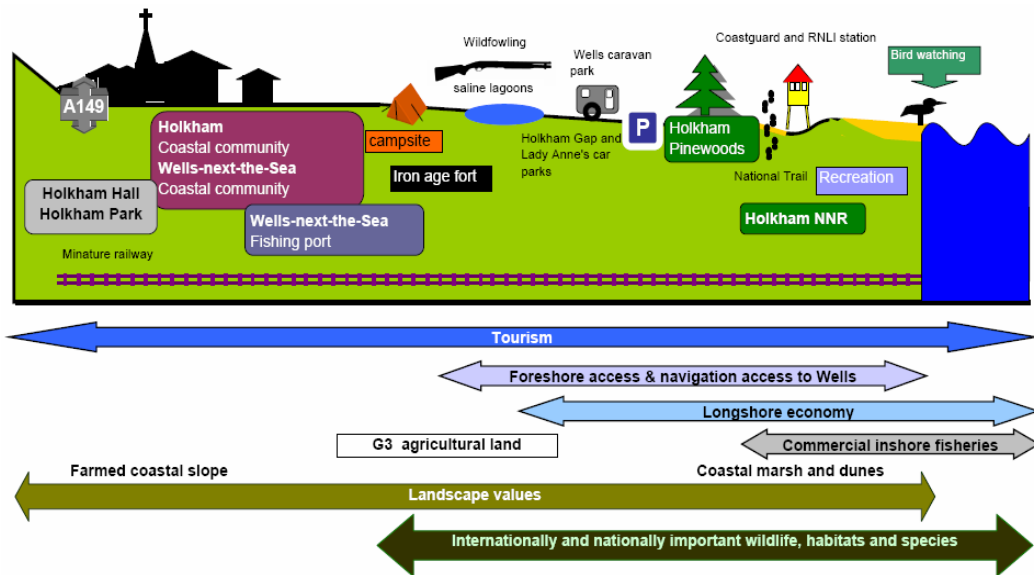 Coastguard and RNLI station
Bird watching
Wildfowling
Wells caravan
park
saline lagoons
A149
P
Holkham
Coastal community
Wells-next-the-Sea
Coastal community
campsite
Holkham Gap and
Lady Anne's car
parks
Holkham
Pinewoods
Iron age fort
National Trail
Recreation
Holkham Hall
Holkham Park
Wells-next-the-Sea
Fishing port
Holkham NNR
Minature railway
Tourism
Foreshore access & navigation access to Wells
Longshore economy
G3 agricultural land
Commercial inshore fisheries
Farmed coastal slope
Coastal marsh and dunes
Landscape values
Internationally and nationally important wildlife, habitats and species